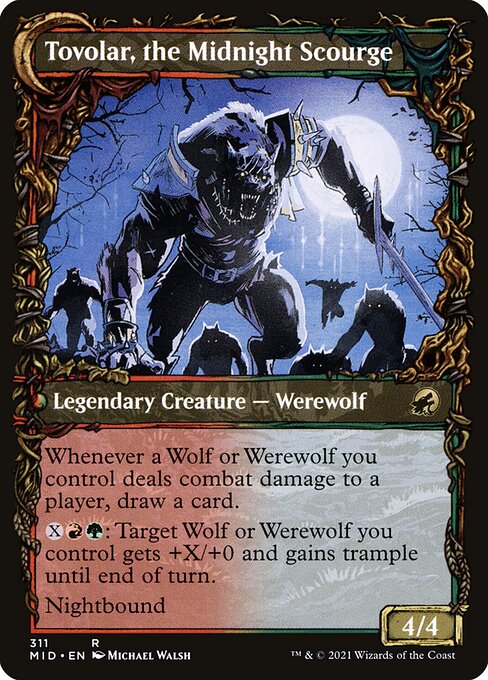 Tovolar, the Midnight Scourge
Legendary Creature — Werewolf
Whenever a Wolf or Werewolf you
control deals combat damage to a
player, draw a card.
X R G: Target Wolf or Werewolf you
control gets +X/+0 and gains trample
until end of turn.
Nightbound
4/4
311 R
MID • EN MICHAEL WALSH
™ & © 2021 Wizards of the Coast